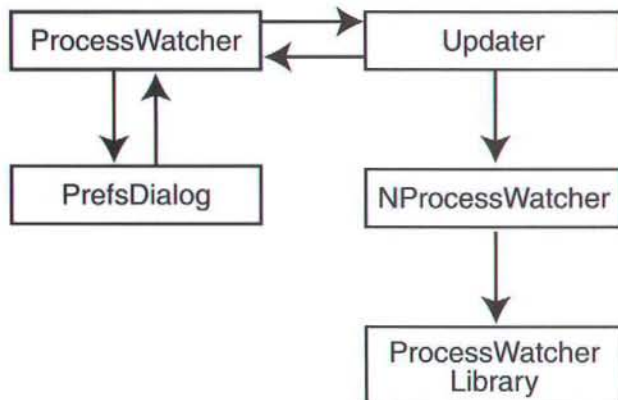 ProcessWatcher
Updater
PrefsDialog
NProcessWatcher
ProcessWatcher
Library